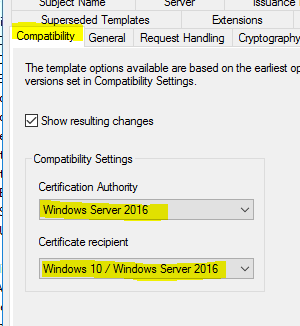 Subject Name Server Issuance
Superseded Templates Extensions
Compatibility General Request Handling Cryptography
The template options available are based on the earliest
versions set in Compatibility Settings.
Show resulting changes
Compatibility Settings
Certification Authority
Windows Server 2016
Certificate recipient
Windows 10 / Windows Server 2016